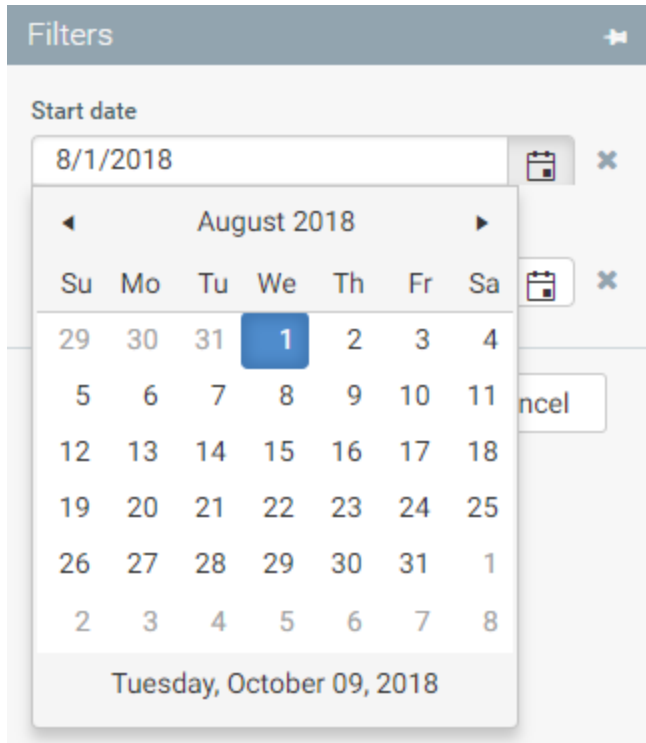 Filters
Start date
8/1/2018
August 2018
Su Mo Tu We Th Fr Sa
29 30 31 1 2 3 4
5 6 7 8 9 10 11
ncel
12 13 14 15 16 17 18
19 20 21 22 23 24 25
26 27 28 29 30 31 1
2 3 4 5 6 7 8
Tuesday, October 09, 2018